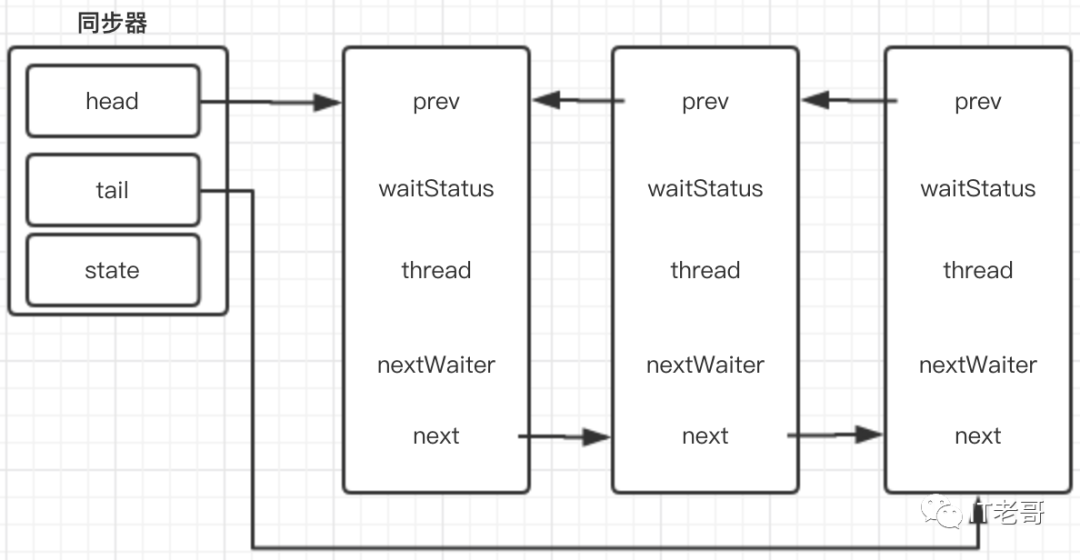 同步器
head
tail
state
prev
waitStatus
thread
nextWaiter
next
prev
waitStatus
thread
nextWaiter
next
prev
waitStatus
thread
nextWaiter
next
IT老哥